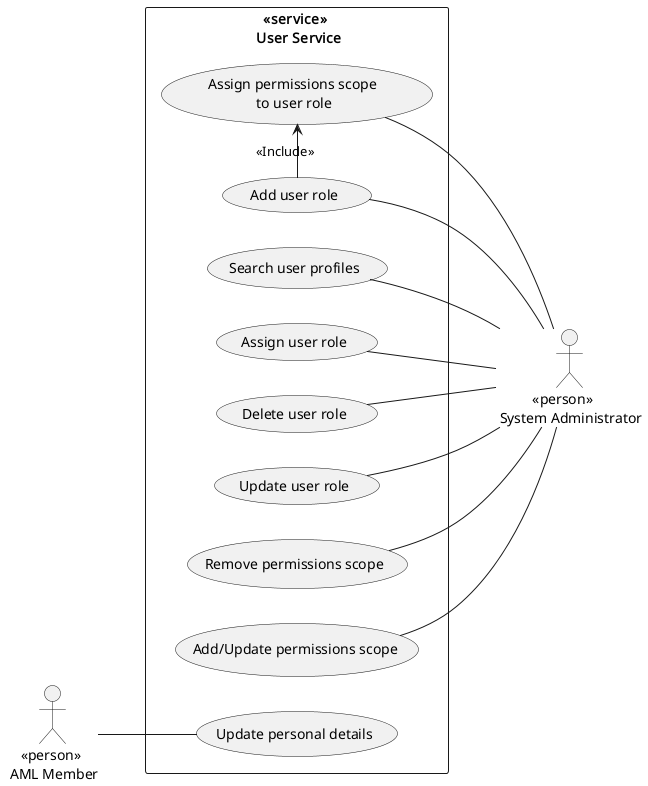 «service»
User Service
Assign permissions scope
to user role
«Include»
Add user role
Search user profiles
Assign user role
Delete user role
Update user role
Remove permissions scope
Add/Update permissions scope
Update personal details
«person»
System Administrator
«person»
AML Member